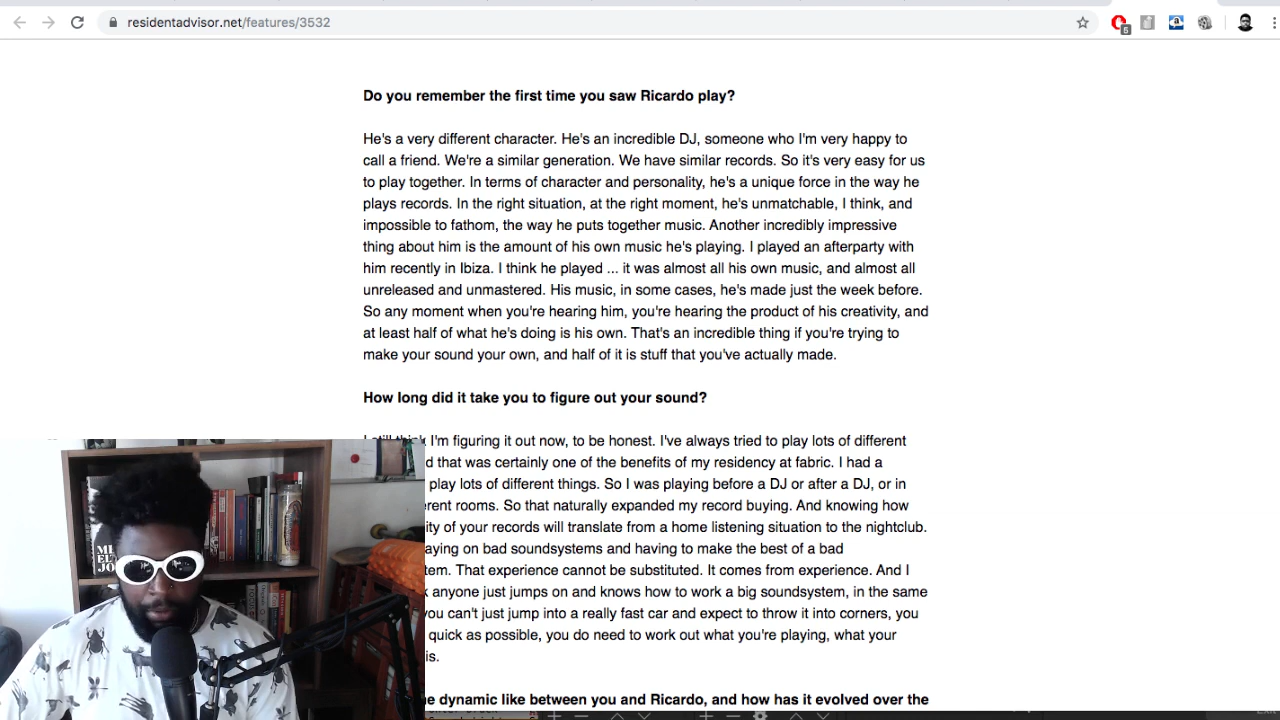 residentadvisor.net/features/3532
5
Do you remember the first time you saw Ricardo play?
He's a very different character. He's an incredible DJ, someone who I'm very happy to
call a friend. We're a similar generation. We have similar records. So it's very easy for us
to play together. In terms of character and personality, he's a unique force in the way he
plays records. In the right situation, at the right moment, he's unmatchable, I think, and
impossible to fathom, the way he puts together music. Another incredibly impressive
thing about him is the amount of his own music he's playing. I played an afterparty with
him recently in Ibiza. I think he played ... it was almost all his own music, and almost all
unreleased and unmastered. His music, in some cases, he's made just the week before.
So any moment when you're hearing him, you're hearing the product of his creativity, and
at least half of what he's doing is his own. That's an incredible thing if you're trying to
make your sound your own, and half of it is stuff that you've actually made.
How long did it take you to figure out your sound?
I still think I'm figuring it out now, to be honest. I've always tried to play lots of different
d that was certainly one of the benefits of my residency at fabric. I had a
play lots of different things. So I was playing before a DJ or after a DJ, or in
erent rooms. So that naturally expanded my record buying. And knowing how
ity of your records will translate from a home listening situation to the nightclub.
aying on bad soundsystems and having to make the best of a bad
tem. That experience cannot be substituted. It comes from experience. And I
anyone just jumps on and knows how to work a big soundsystem, in the same
you can't just jump into a really fast car and expect to throw it into corners, you
quick as possible, you do need to work out what you're playing, what your
is.
e dynamic like between you and Ricardo, and how has it evolved over the